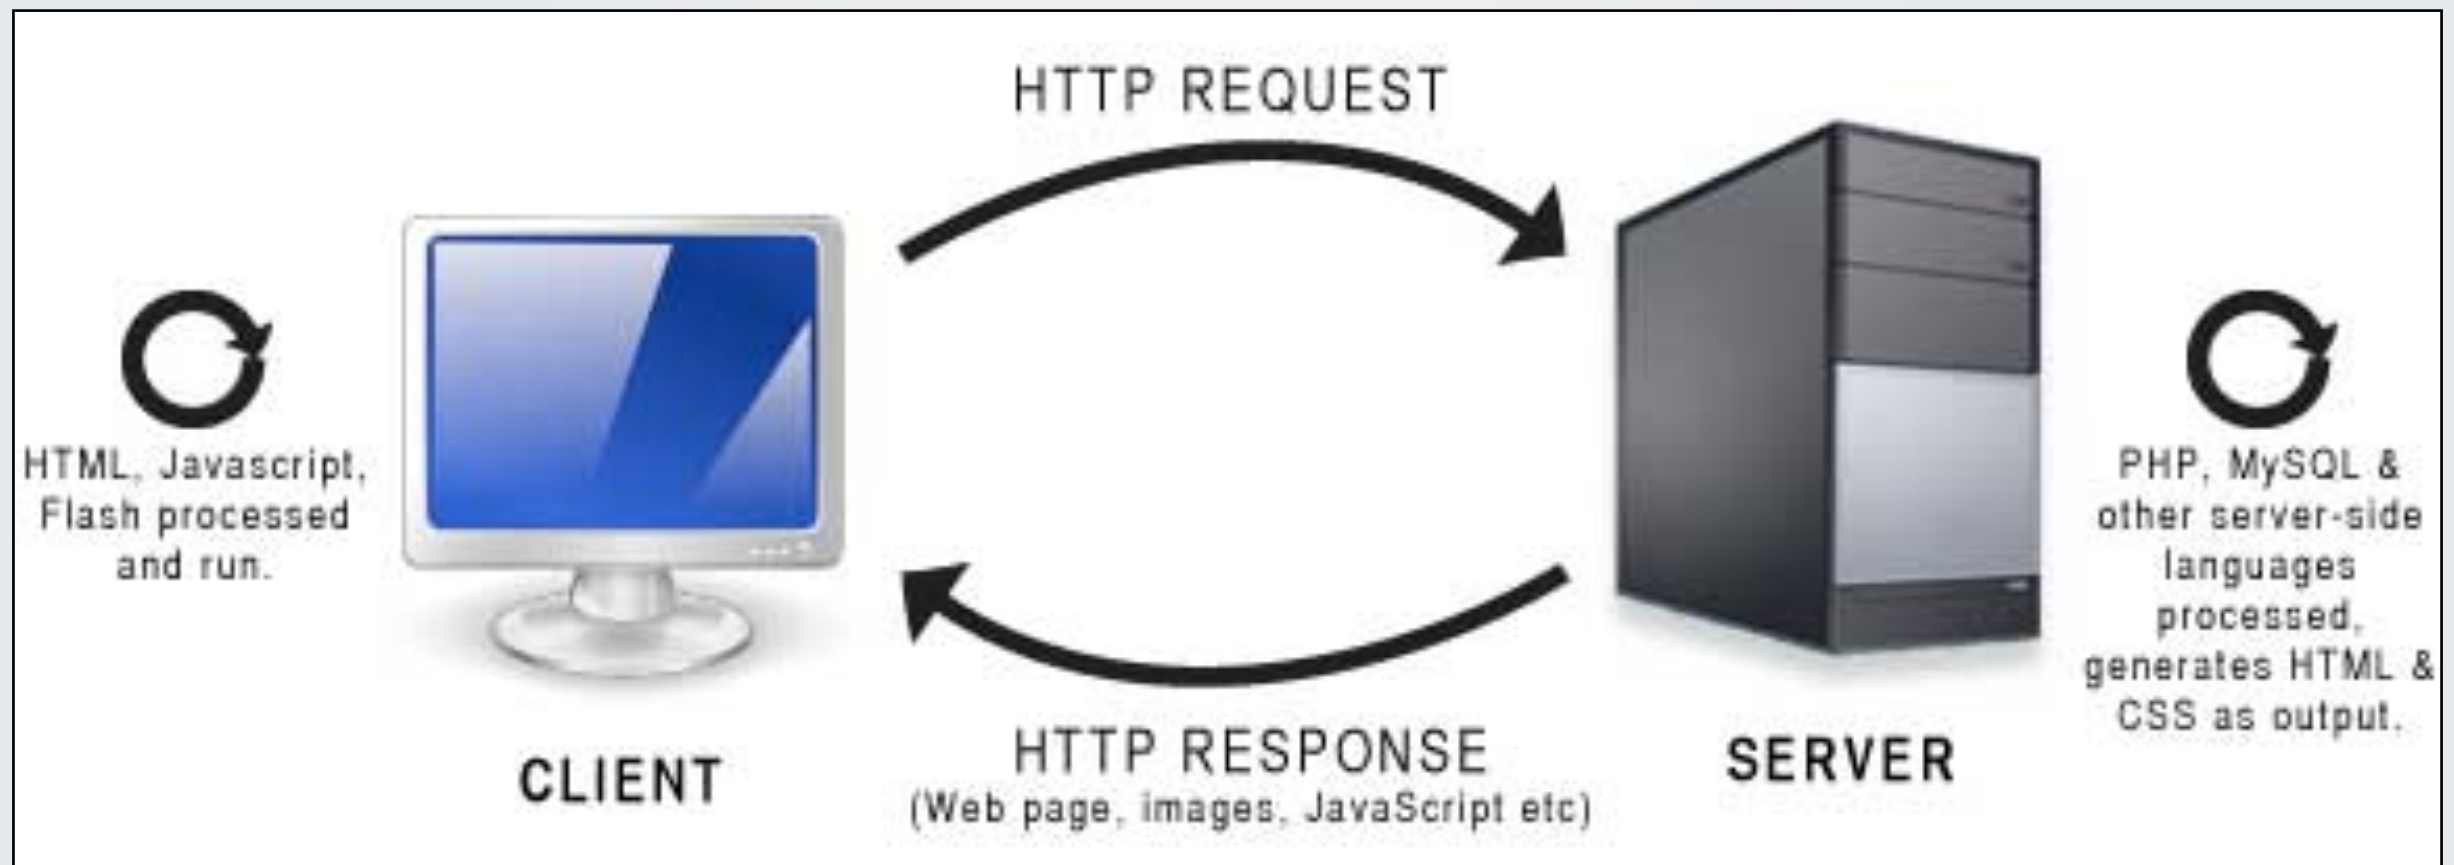 HTTP REQUEST
HTML, Javascript,
Flash processed
and run.
PHP, MySQL &
other server-side
languages
processed,
generates HTML &
CSS as output.
CLIENT
HTTP RESPONSE
(Web page, images, JavaScript etc)
SERVER